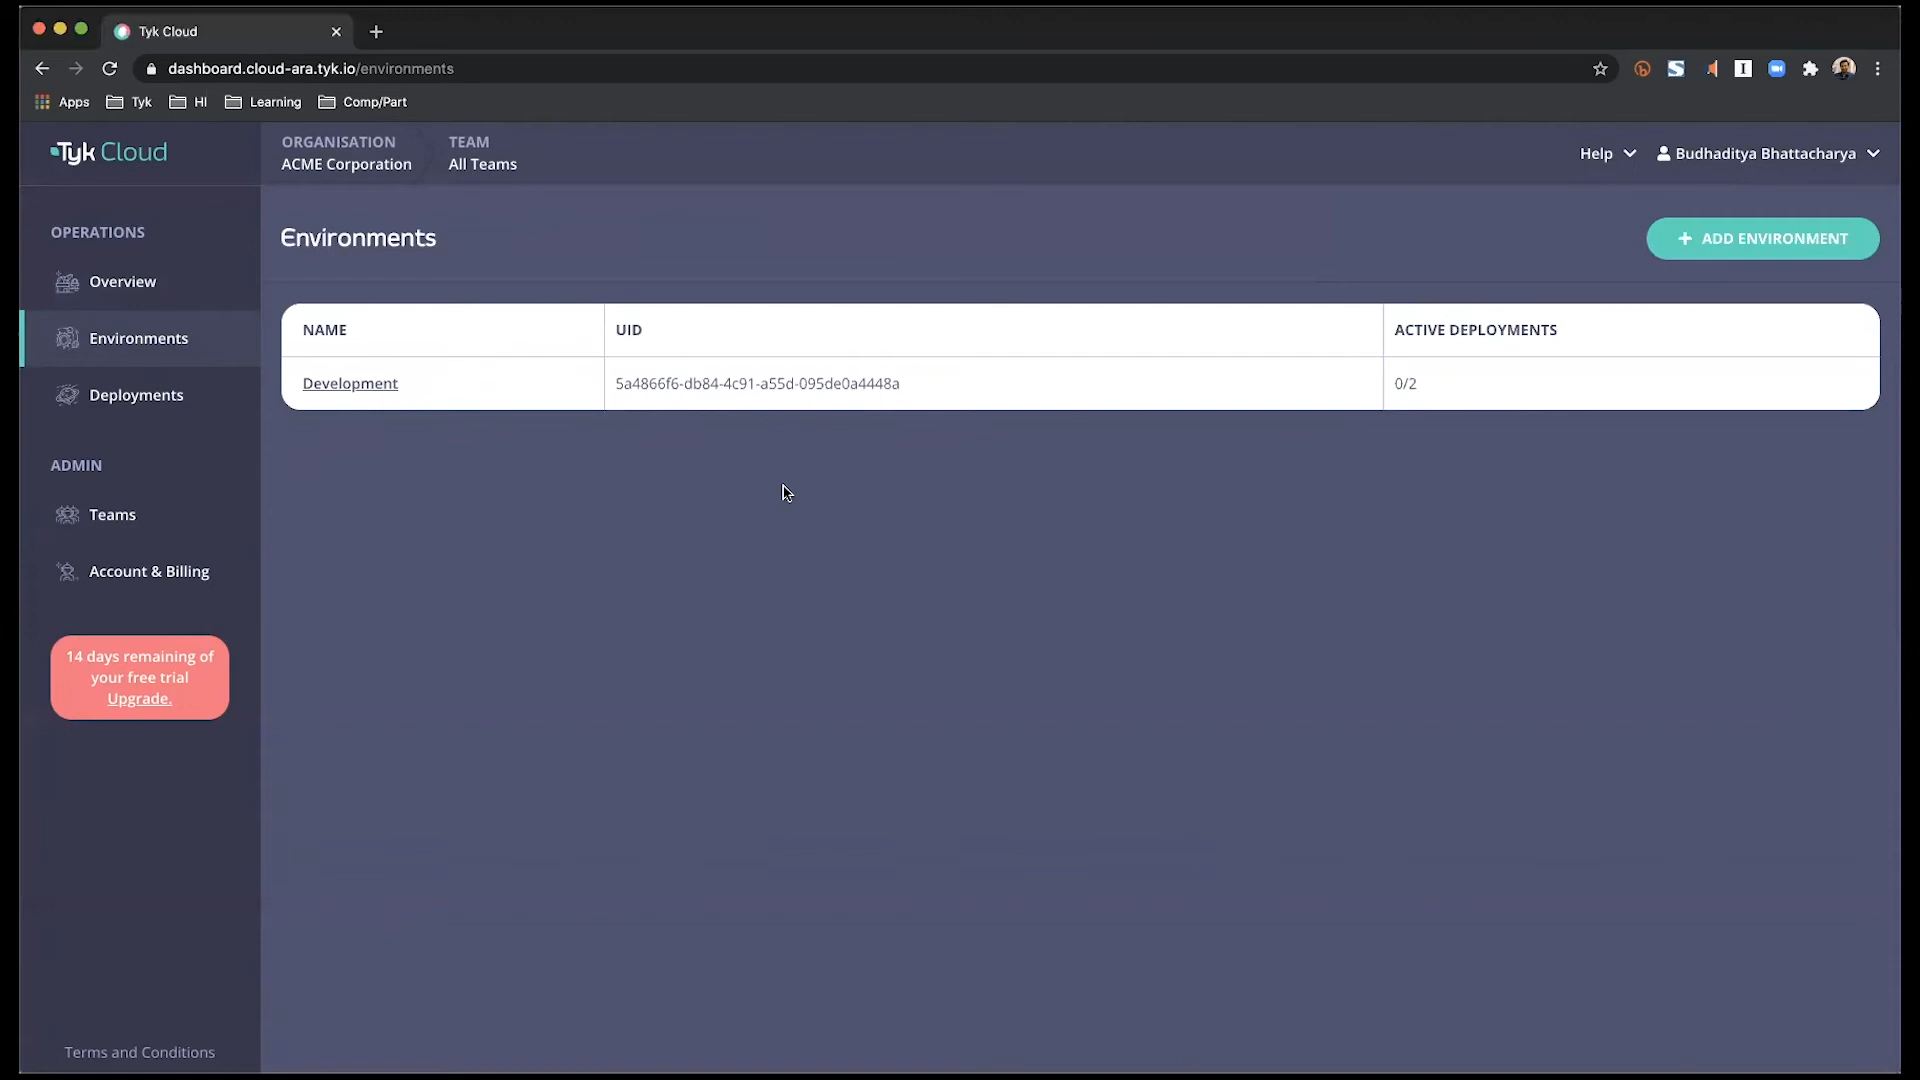 Tyk Cloud
dashboard.cloud-ara.tyk.io/environments
Apps Tyk HI Learning Comp/Part
Tyk Cloud
ORGANISATION
ACME Corporation
TEAM
All Teams
Help
Budhaditya Bhattacharya
OPERATIONS
Overview
Environments
Deployments
ADMIN
Teams
Account & Billing
14 days remaining of
your free trial
Upgrade.
Terms and Conditions
Environments
+ ADD ENVIRONMENT
NAME UID ACTIVE DEPLOYMENTS
Development 5a4866f6-db84-4c91-a55d-095de0a4448a 0/2